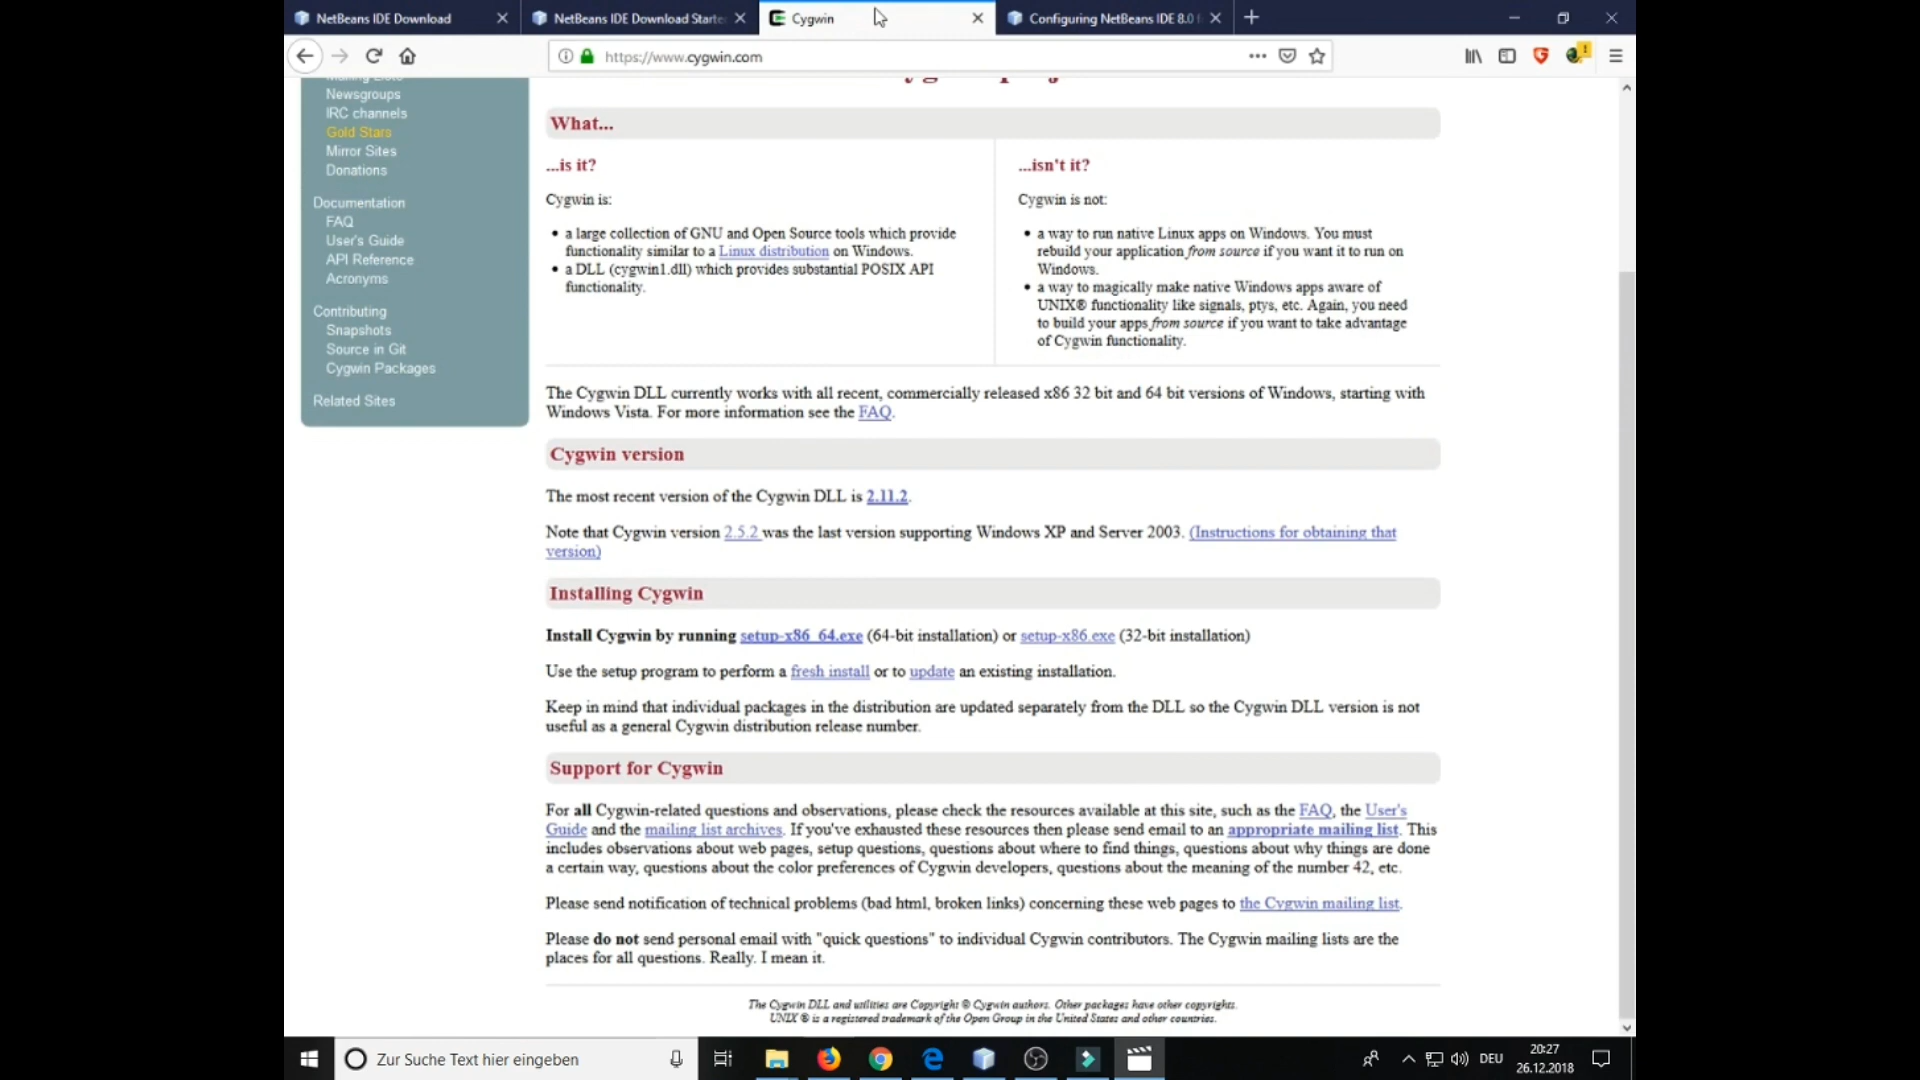 NetBeans IDE Download
NetBeans IDE Download Starte
Cygwin
Configuring NetBeans IDE 8.0
https://www.cygwin.com
Mailing Lists
Newsgroups
IRC channels
Gold Stars
Mirror Sites
Donations
Documentation
FAQ
User's Guide
API Reference
Acronyms
Contributing
Snapshots
Source in Git
Cygwin Packages
Related Sites
What...
...is it?
Cygwin is:
• a large collection of GNU and Open Source tools which provide
functionality similar to a Linux distribution on Windows.
• a DLL (cygwin1.dll) which provides substantial POSIX API
functionality.
...isn't it?
Cygwin is not:
• a way to run native Linux apps on Windows. You must
rebuild your application from source if you want it to run on
Windows.
• a way to magically make native Windows apps aware of
UNIX® functionality like signals, ptys, etc. Again, you need
to build your apps from source if you want to take advantage
of Cygwin functionality.
The Cygwin DLL currently works with all recent, commercially released x86 32 bit and 64 bit versions of Windows, starting with
Windows Vista. For more information see the FAQ.
Cygwin version
The most recent version of the Cygwin DLL is 2.11.2.
Note that Cygwin version 2.5.2 was the last version supporting Windows XP and Server 2003. (Instructions for obtaining that
version)
Installing Cygwin
Install Cygwin by running setup-x86_64.exe (64-bit installation) or setup-x86.exe (32-bit installation)
Use the setup program to perform a fresh install or to update an existing installation.
Keep in mind that individual packages in the distribution are updated separately from the DLL so the Cygwin DLL version is not
useful as a general Cygwin distribution release number.
Support for Cygwin
For all Cygwin-related questions and observations, please check the resources available at this site, such as the FAQ, the User's
Guide and the mailing list archives. If you've exhausted these resources then please send email to an appropriate mailing list. This
includes observations about web pages, setup questions, questions about where to find things, questions about why things are done
a certain way, questions about the color preferences of Cygwin developers, questions about the meaning of the number 42, etc.
Please send notification of technical problems (bad html, broken links) concerning these web pages to the Cygwin mailing list.
Please do not send personal email with "quick questions" to individual Cygwin contributors. The Cygwin mailing lists are the
places for all questions. Really. I mean it.
The Cygwin DLL and utilities are Copyright © Cygwin authors. Other packages have other copyrights.
UNIX ® is a registered trademark of the Open Group in the United States and other countries.
Zur Suche Text hier eingeben
DEU
20:27
26.12.2018